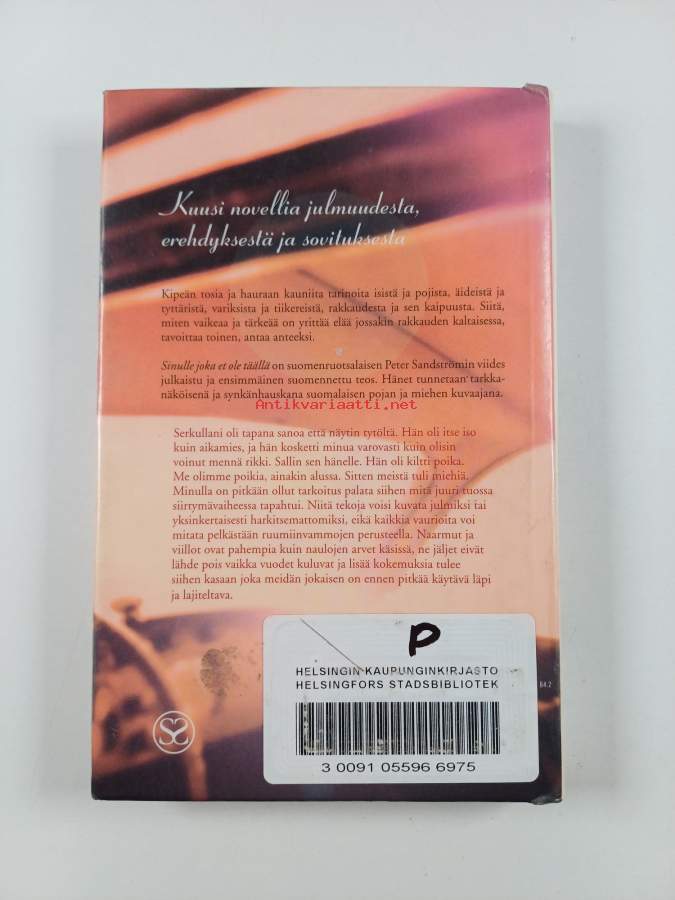 Kuusi novellia julmuudesta,
erehdyksestä ja sovituksesta
Kipeän tosia ja hauraan kauniita tarinoita isistä ja pojista, äideistä ja
tyttäristä, variksista ja tiikereistä, rakkaudesta ja sen kaipuusta. Siitä,
miten vaikeaa ja tärkeää on yrittää elää jossakin rakkauden kaltaisessa,
tavoittaa toinen, antaa anteeksi.
Sinulle joka et ole täällä on suomenruotsalaisen Peter Sandströmin viides
julkaistu ja ensimmäinen suomennettu teos. Hänet tunnetaan tarkka-
näköisenä ja synkänhauskana suomalaisen pojan ja miehen kuvaajana.
Antikvariaatti.net
Serkullani oli tapana sanoa että näytin tytöltä. Hän oli itse iso
kuin aikamies, ja hän kosketti minua varovasti kuin olisin
voinut mennä rikki. Sallin sen hänelle. Hän oli kiltti poika.
Me olimme poikia, ainakin alussa. Sitten meistä tuli miehiä.
Minulla on pitkään ollut tarkoitus palata siihen mitä juuri tuossa
siirtymävaiheessa tapahtui. Niitä tekoja voisi kuvata julmiksi tai
yksinkertaisesti harkitsemattomiksi, eikä kaikkia vaurioita voi
mitata pelkästään ruumiinvammojen perusteella. Naarmut ja
viillot ovat pahempia kuin naulojen arvet käsissä, ne jäljet eivät
lähde pois vaikka vuodet kuluvat ja lisää kokemuksia tulee
siihen kasaan joka meidän jokaisen on ennen pitkää käytävä läpi
ja lajiteltava.
P
HELSINGIN KAUPUNGINKIRJASTO
HELSINGFORS STADSBIBLIOTEK
84.2
3 0091 05596 6975